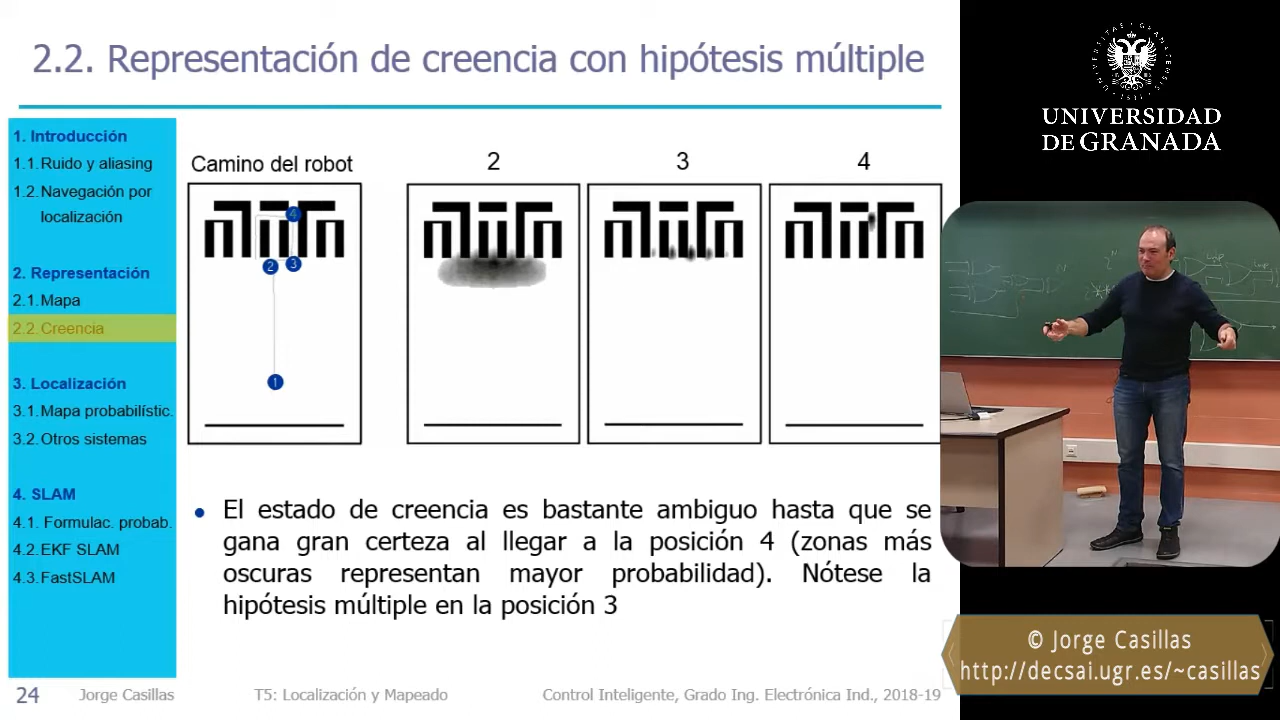 2.2. Representación de creencia con hipótesis múltiple
1. Introducción
1.1. Ruido y aliasing
1.2. Navegación por
localización
2. Representación
2.1. Mapa
2.2. Creencia
3. Localización
3.1. Mapa probabilístic.
3.2. Otros sistemas
4. SLAM
4.1. Formulac. probab.
4.2. EKF SLAM
4.3. FastSLAM
Camino del robot
2
3
4
4
2
3
1
El estado de creencia es bastante ambiguo hasta que se
gana gran certeza al llegar a la posición 4 (zonas más
oscuras representan mayor probabilidad). Nótese la
hipótesis múltiple en la posición 3
24
Jorge Casillas
T5: Localización y Mapeado
Control Inteligente, Grado Ing. Electrónica Ind., 2018-19
UNIVERSIDAD
DE GRANADA
© Jorge Casillas
http://decsai.ugr.es/~casillas